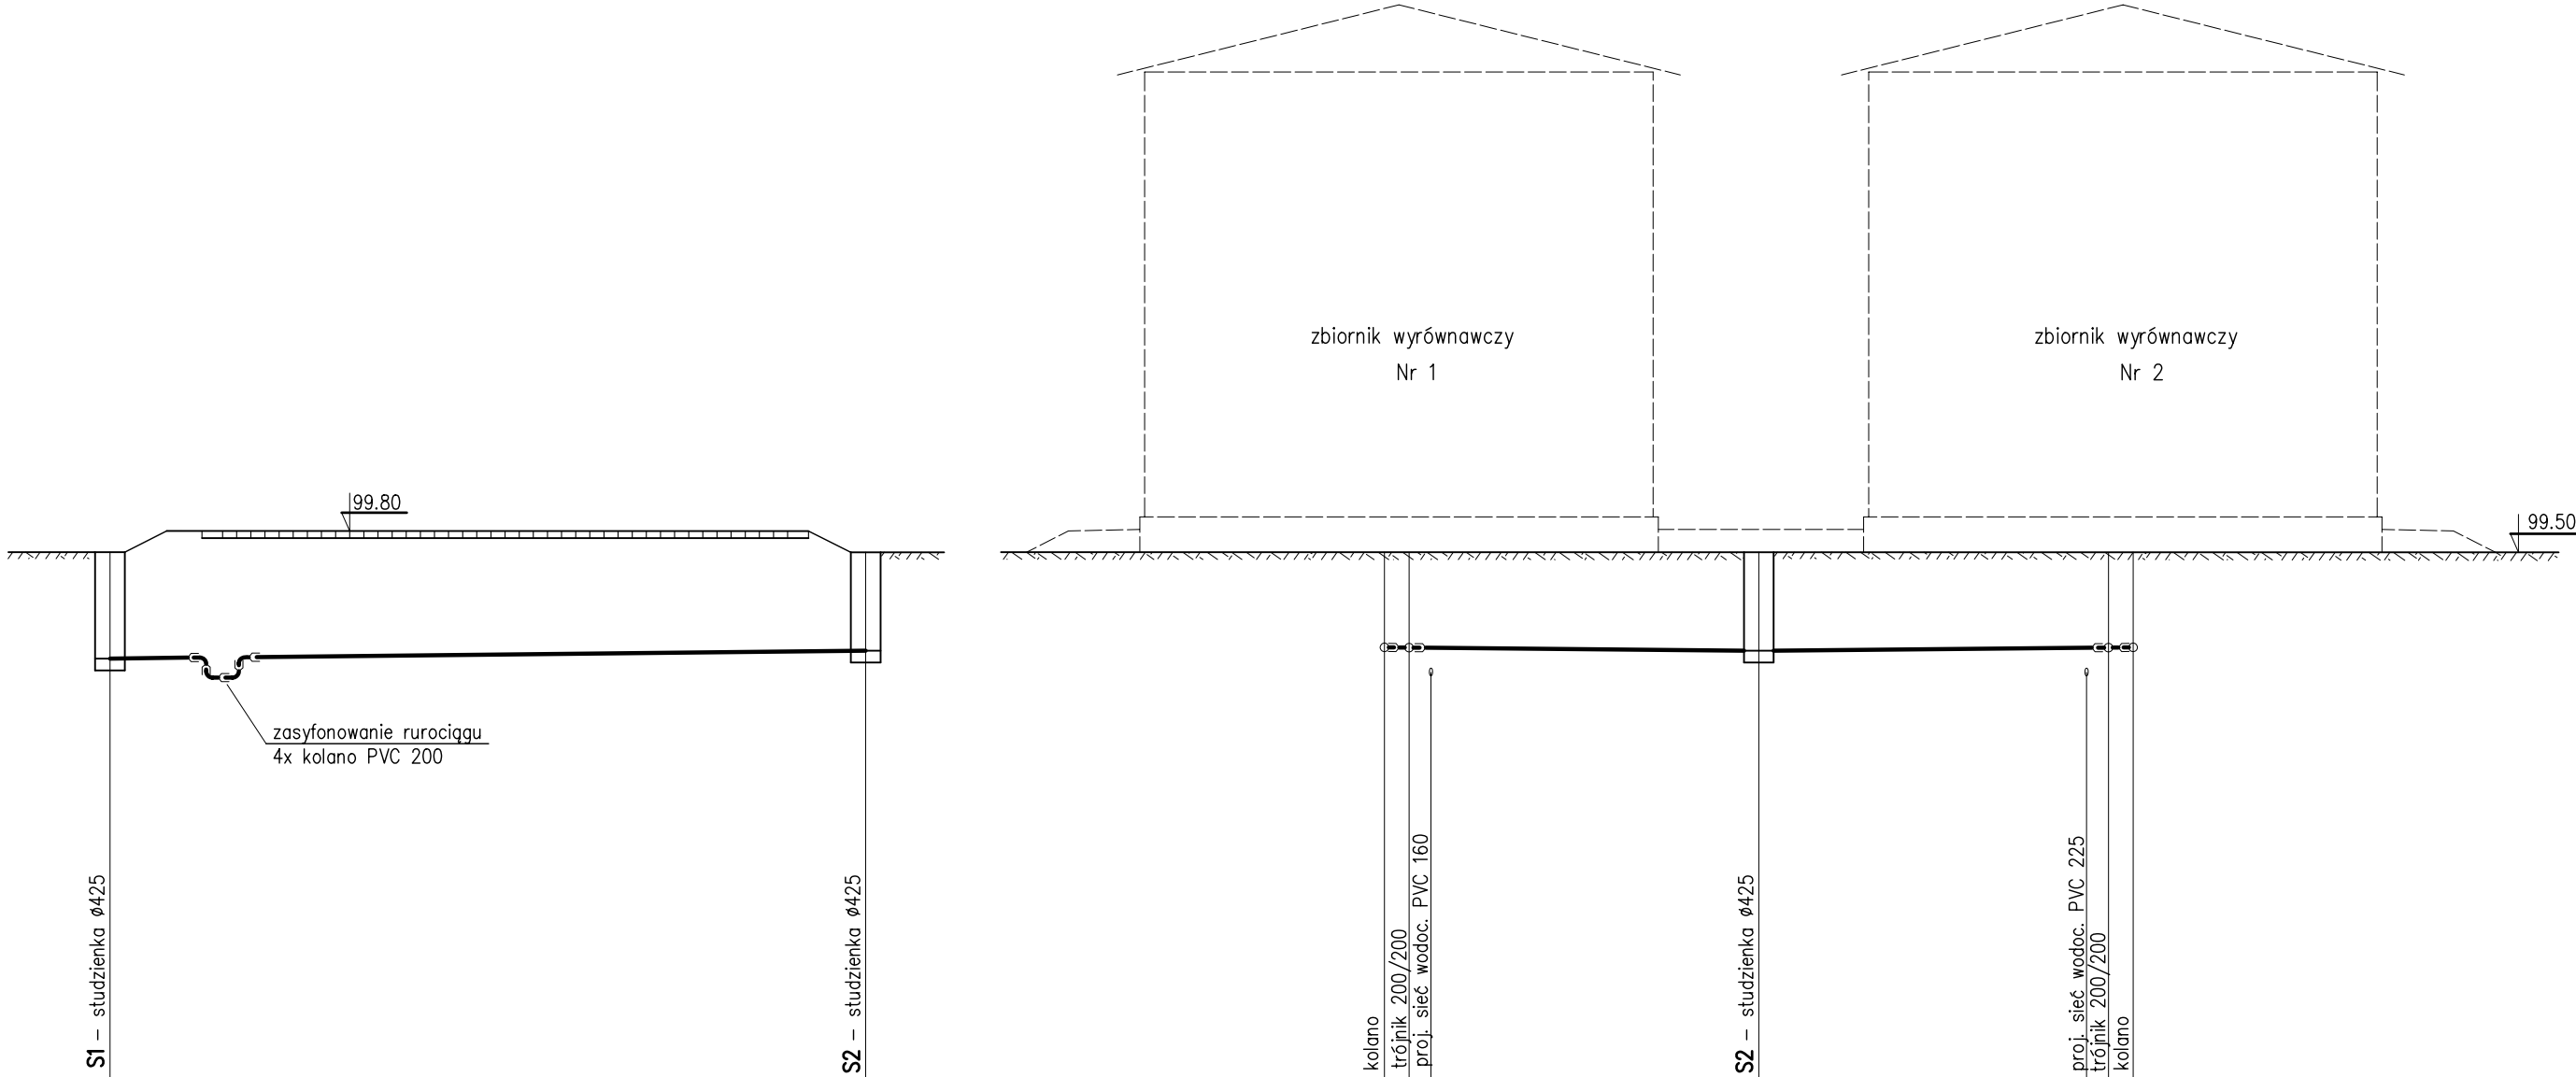 zbiornik wyrównawczy
Nr 1
zbiornik wyrównawczy
Nr 2
99.80
99.50
zasyfonowanie rurociągu
4x kolano PVC 200
S1 – studzienka ø425
S2 – studzienka ø425
kolano
trójnik 200/200
proj. sieć wodoc. PVC 160
S2 – studzienka ø425
proj. sieć wodoc. PVC 225
trójnik 200/200
kolano